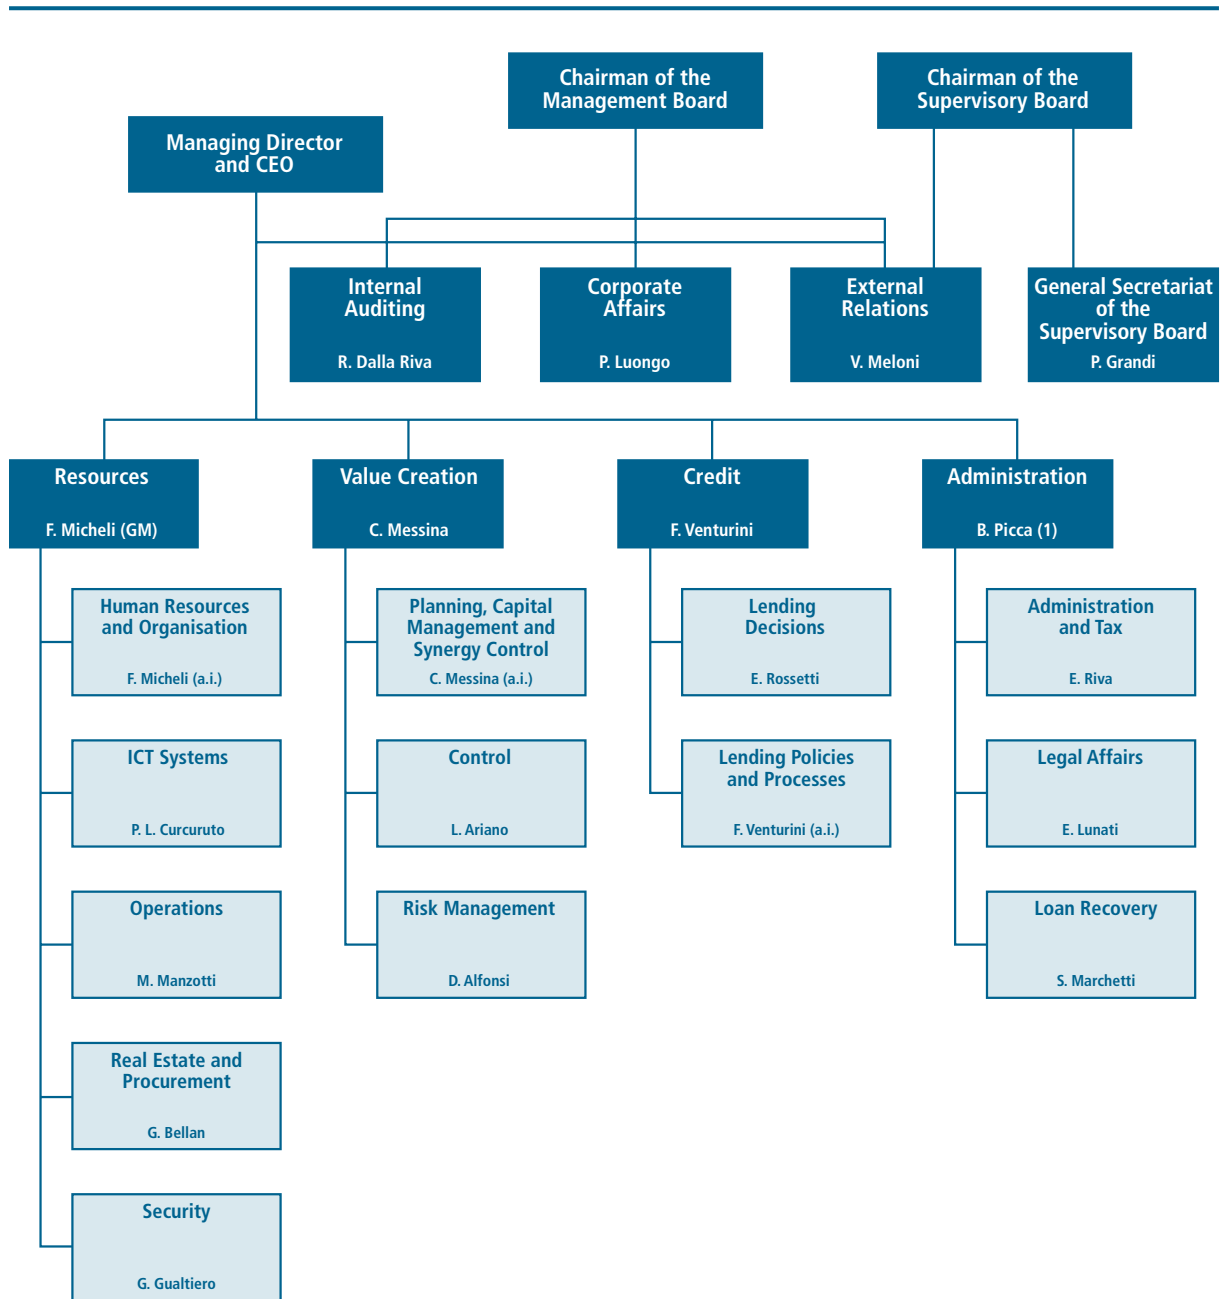 Chairman of the
Management Board
Chairman of the
Supervisory Board
Managing Director
and CEO
Internal
Auditing
R. Dalla Riva
Corporate
Affairs
P. Luongo
External
Relations
V. Meloni
General Secretariat
of the
Supervisory Board
P. Grandi
Resources
F. Micheli (GM)
Value Creation
C. Messina
Credit
F. Venturini
Administration
B. Picca (1)
Human Resources
and Organisation
F. Micheli (a.i.)
Planning, Capital
Management and
Synergy Control
C. Messina (a.i.)
Lending
Decisions
E. Rossetti
Administration
and Tax
E. Riva
ICT Systems
P. L. Curcuruto
Control
L. Ariano
Lending Policies
and Processes
F. Venturini (a.i.)
Legal Affairs
E. Lunati
Operations
M. Manzotti
Risk Management
D. Alfonsi
Loan Recovery
S. Marchetti
Real Estate and
Procurement
G. Bellan
Security
G. Gualtiero